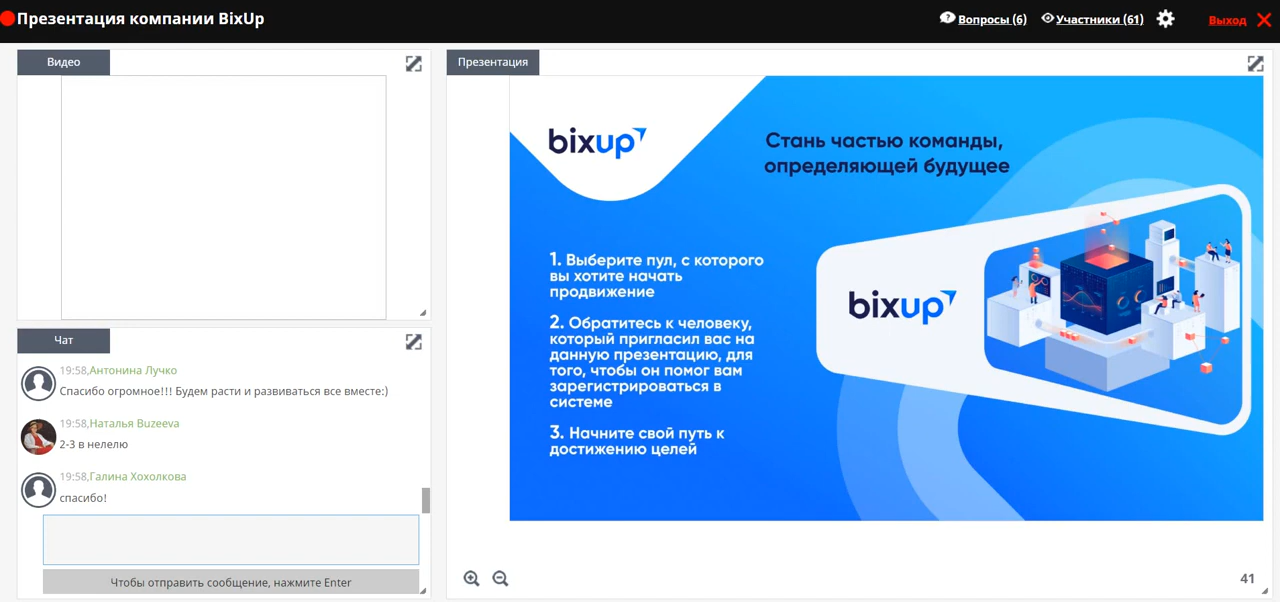 Презентация компании BixUp
Вопросы (6)
Участники (61)
Выход
Видео
Чат
19:58,Антонина Лучко
Спасибо огромное!!! Будем расти и развиваться все вместе:)
19:58,Наталья Buzeeva
2-3 в нелелю
19:58,Галина Хохолкова
спасибо!
Чтобы отправить сообщение, нажмите Enter
Презентация
bixup
Стань частью команды,
определяющей будущее
1. Выберите пул, с которого
вы хотите начать
продвижение
2. Обратитесь к человеку,
который пригласил вас на
данную презентацию, для
того, чтобы он помог вам
зарегистрироваться в
системе
3. Начните свой путь к
достижению целей
bixup
41